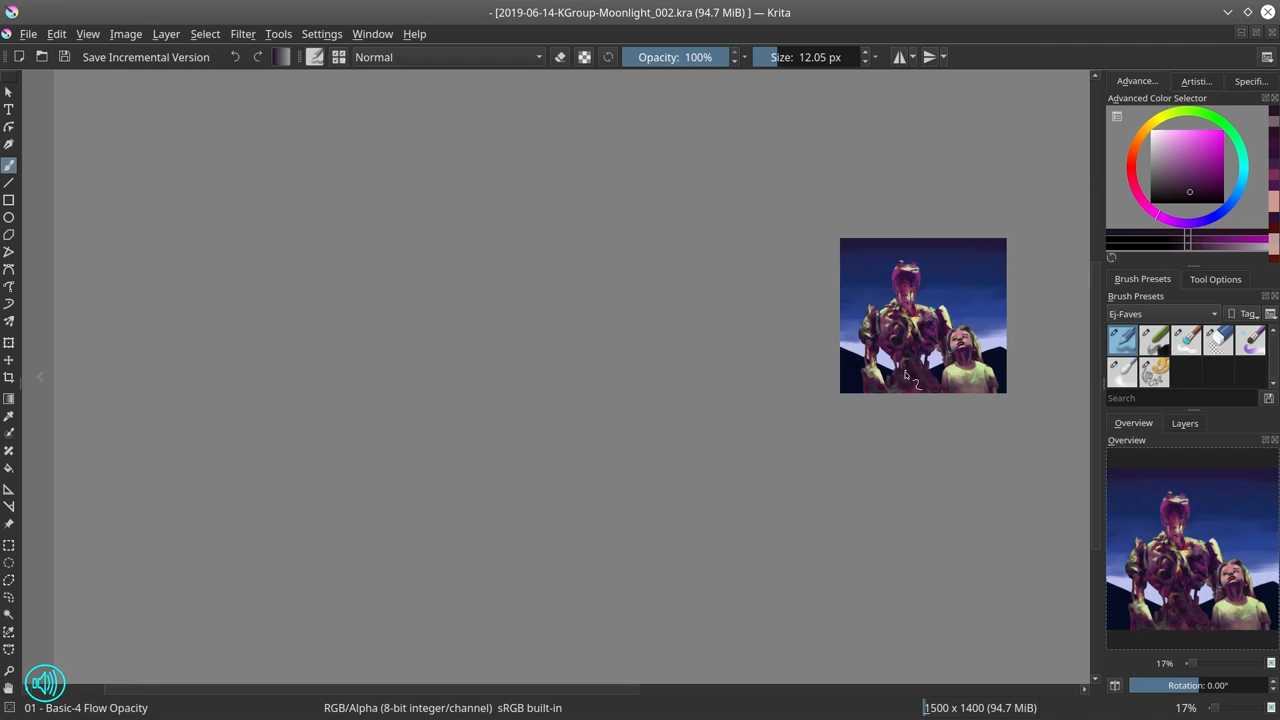 - [2019-06-14-KGroup-Moonlight_002.kra (94.7 MiB) ] — Krita
File Edit View Image Layer Select Filter Tools Settings Window Help
Save Incremental Version Normal Opacity: 100% Size: 12.05 px
Advance... Artisti... Specifi...
Advanced Color Selector
Brush Presets Tool Options
Brush Presets
Ej-Faves Tag
Search
Overview Layers
Overview
17%
Rotation: 0.00°
01 - Basic-4 Flow Opacity RGB/Alpha (8-bit integer/channel) sRGB built-in 1500 x 1400 (94.7 MiB) 17%